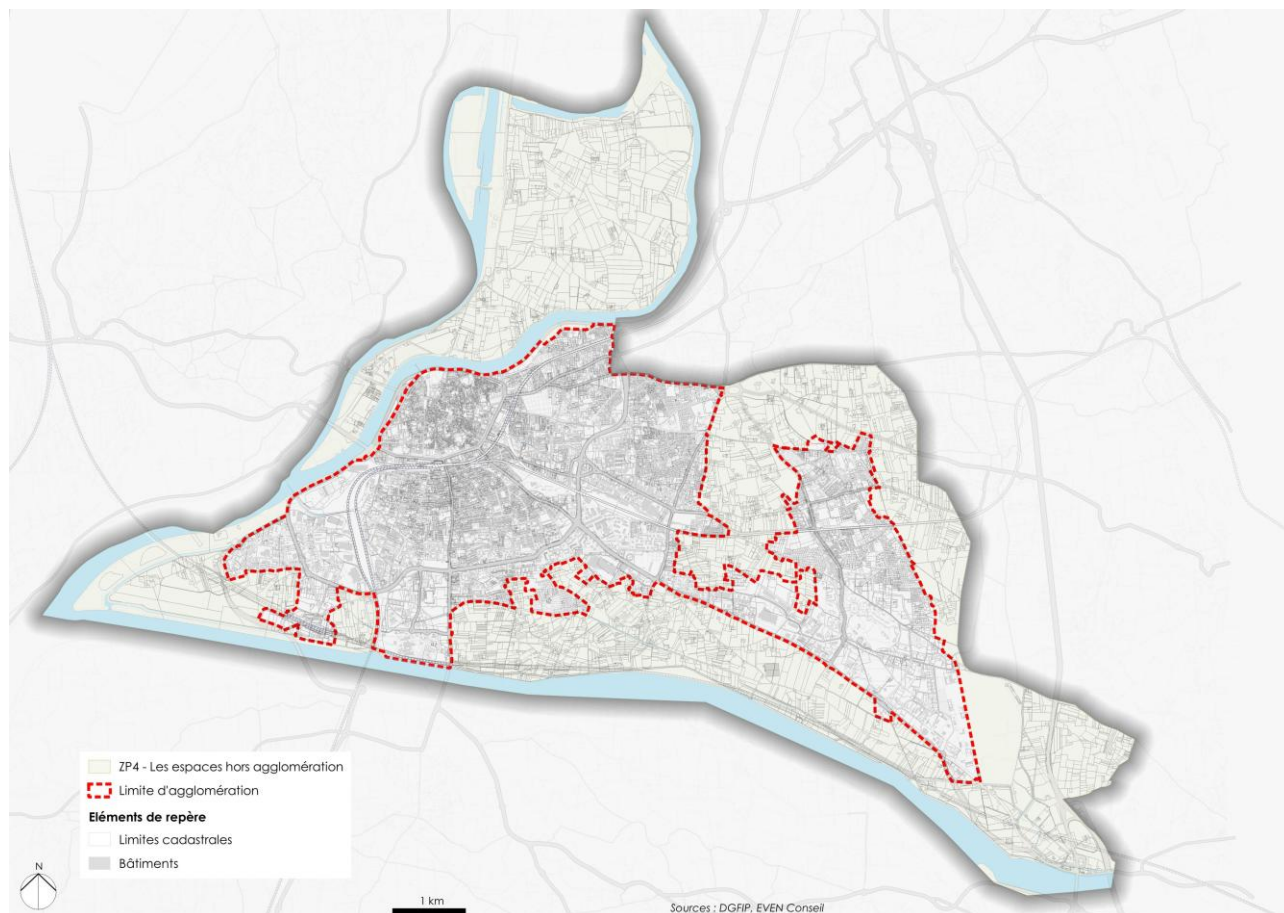 ZP4 - Les espaces hors agglomération
Limite d'agglomération
Eléments de repère
Limites cadastrales
Bâtiments
N
1 km
Sources : DGFIP, EVEN Conseil